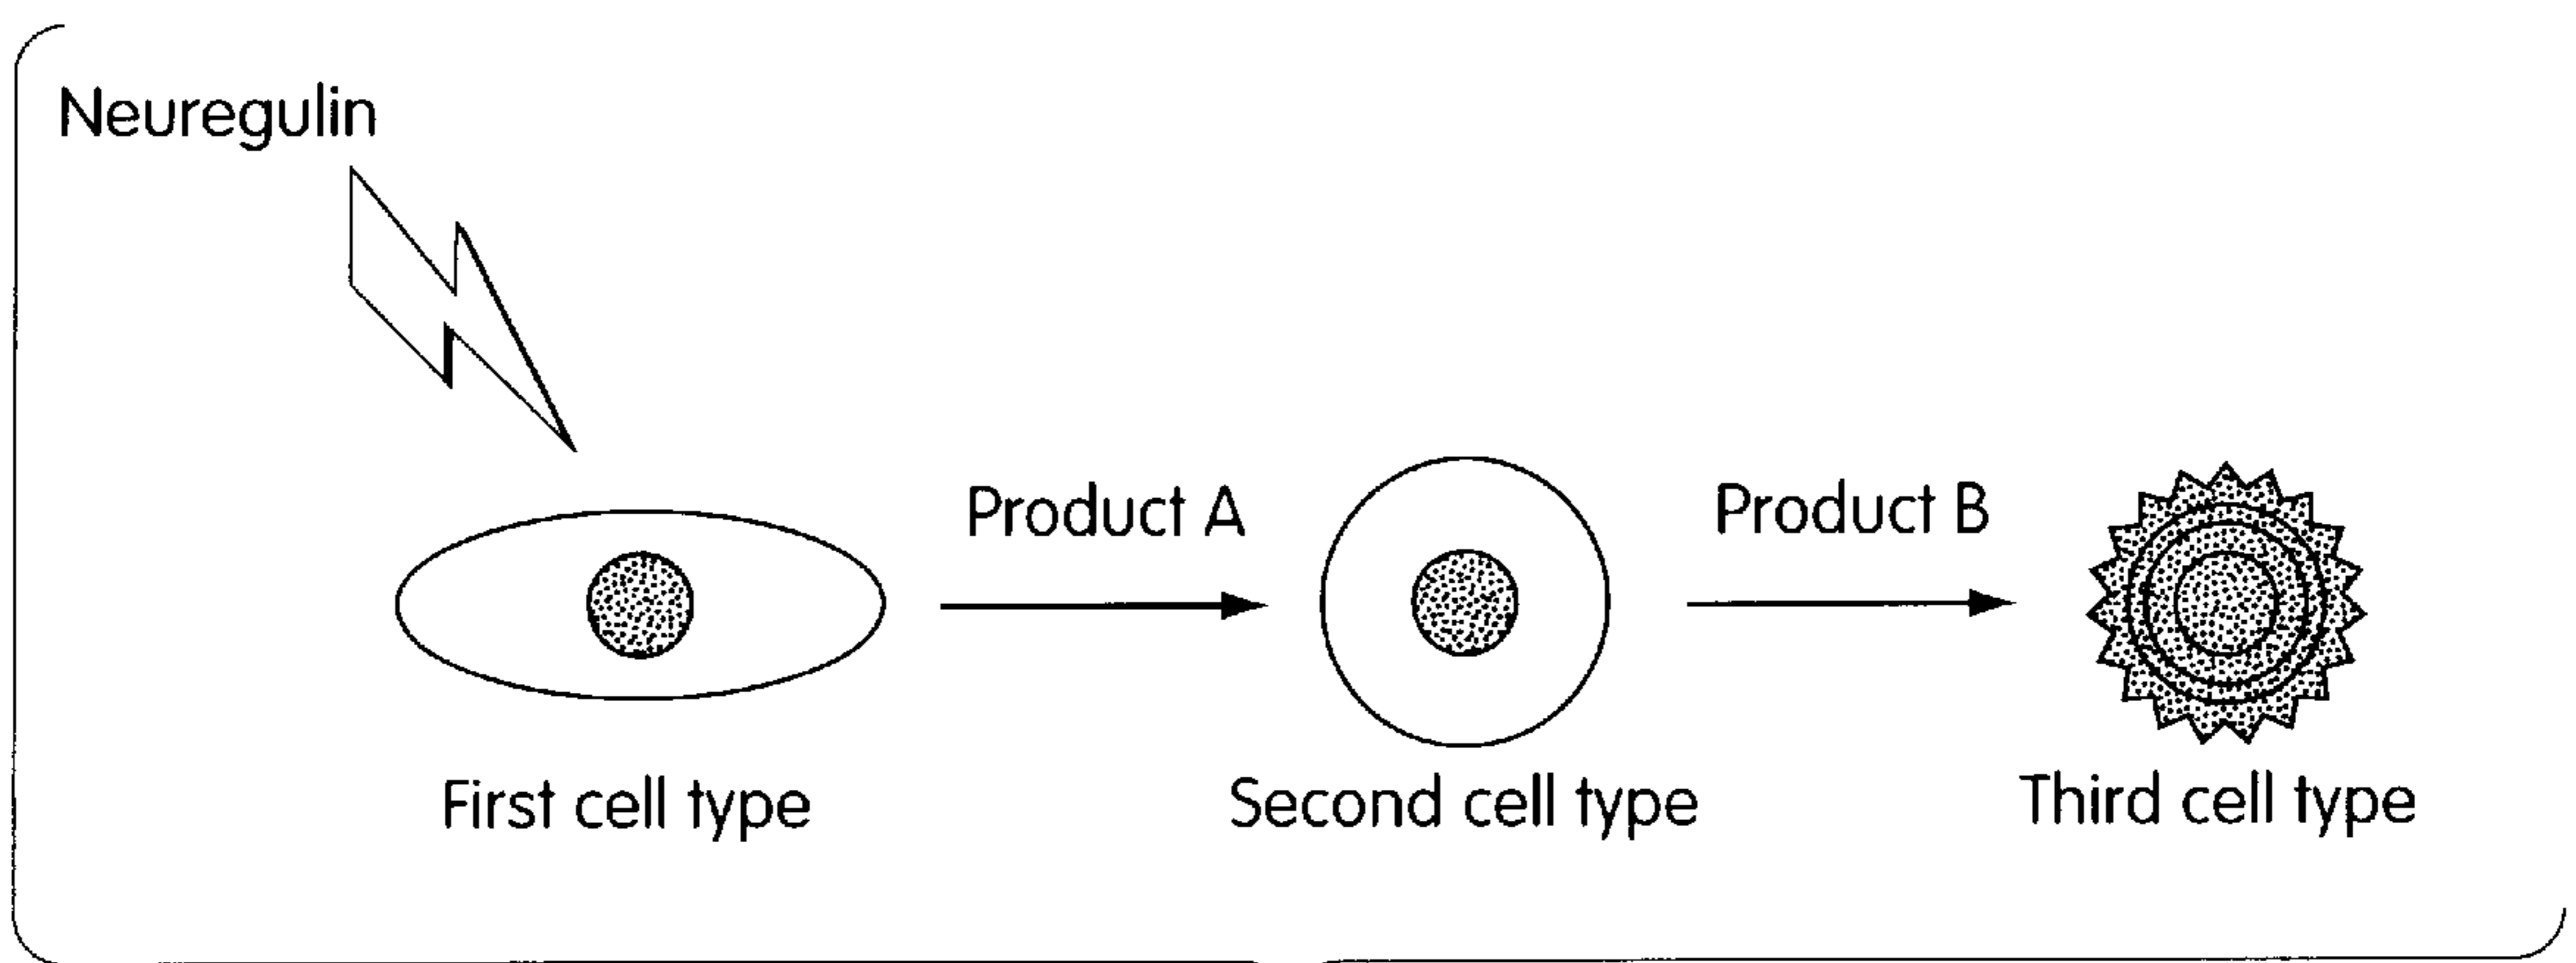 Neuregulin
Product A
Product B
First cell type
Second cell type
Third cell type